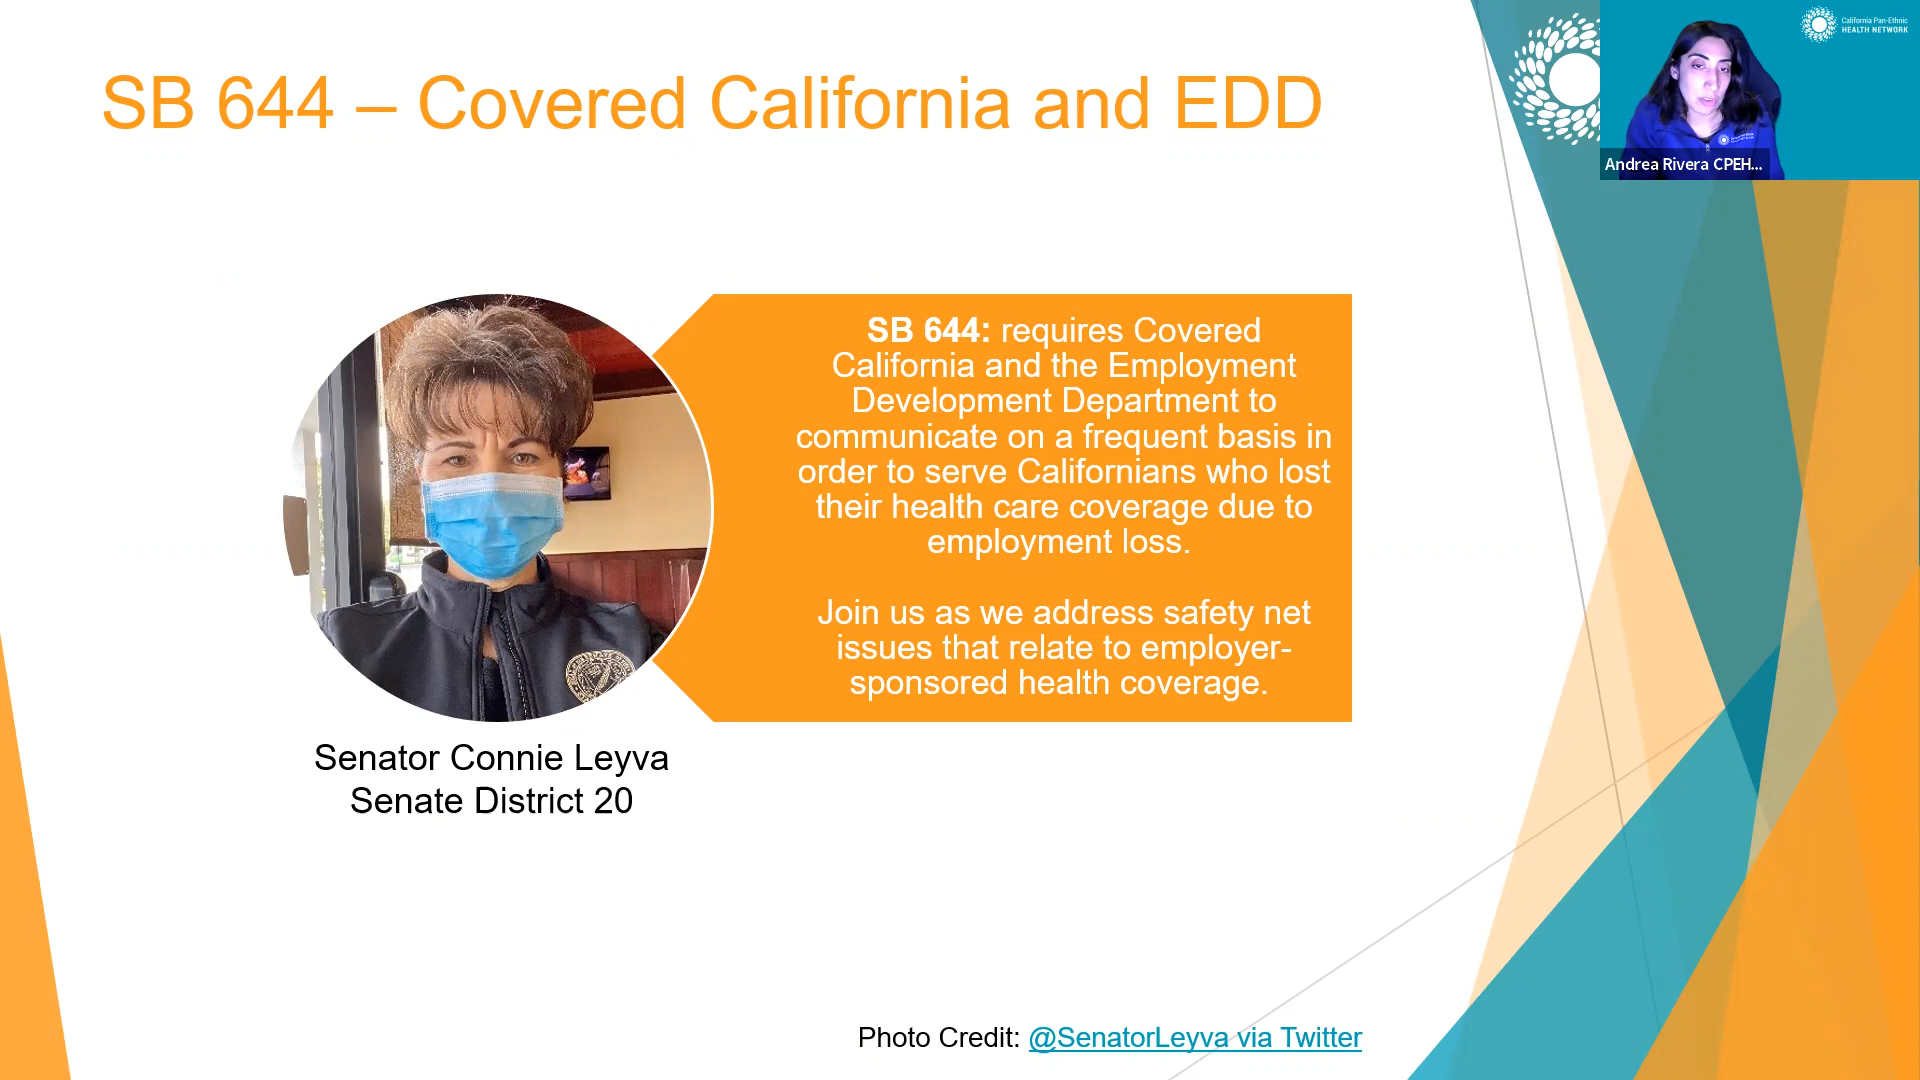 SB 644 – Covered California and EDD
California Pan-Ethnic
HEALTH NETWORK
Andrea Rivera CPEH...
SB 644: requires Covered
California and the Employment
Development Department to
communicate on a frequent basis in
order to serve Californians who lost
their health care coverage due to
employment loss.
Join us as we address safety net
issues that relate to employer-
sponsored health coverage.
Senator Connie Leyva
Senate District 20
Photo Credit: @SenatorLeyva via Twitter